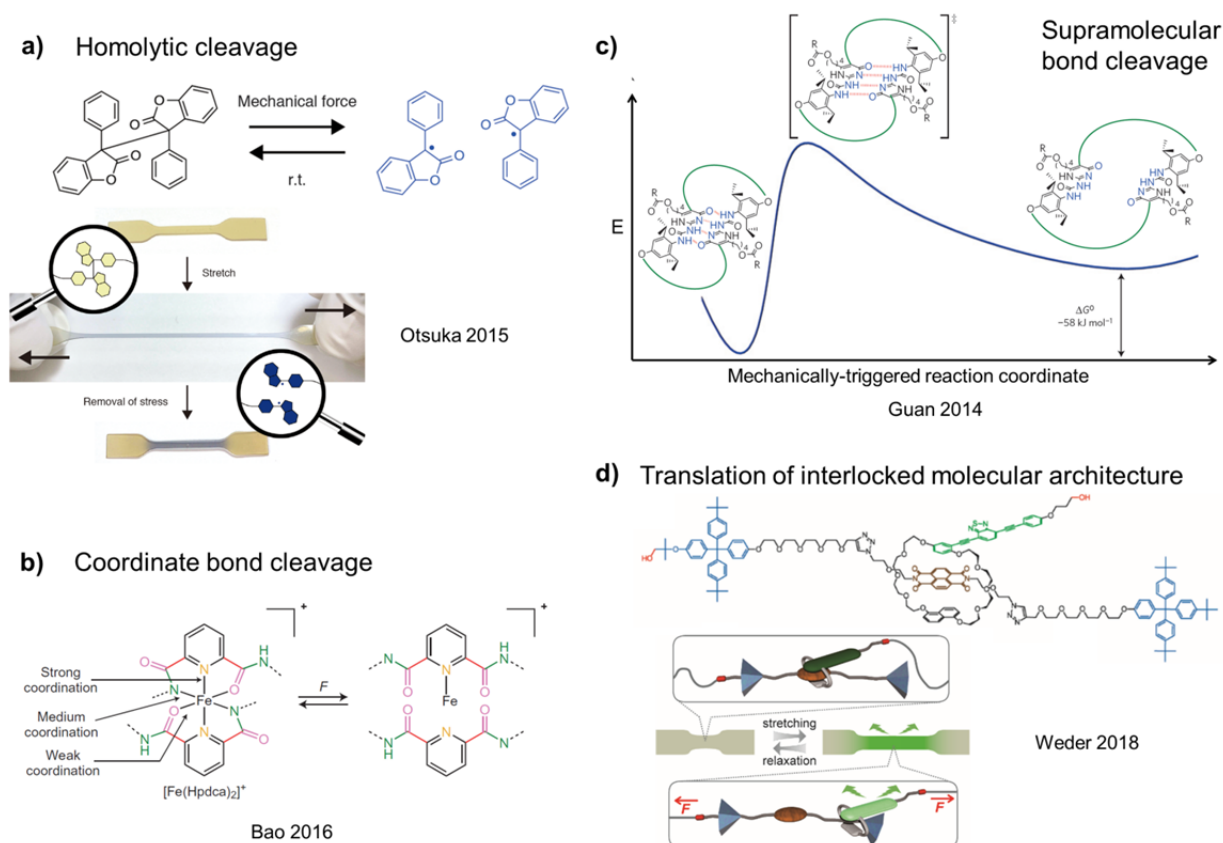 a) Homolytic cleavage
Mechanical force
r.t.
Stretch
Otsuka 2015
Removal of stress
b) Coordinate bond cleavage
Strong
coordination
Medium
coordination
Weak
coordination
F
[Fe(Hpdca)₂]⁺
Bao 2016
c) Supramolecular
bond cleavage
E
ΔG⁰
~58 kJ mol⁻¹
Mechanically-triggered reaction coordinate
Guan 2014
d) Translation of interlocked molecular architecture
stretching
relaxation
Weder 2018
F
F